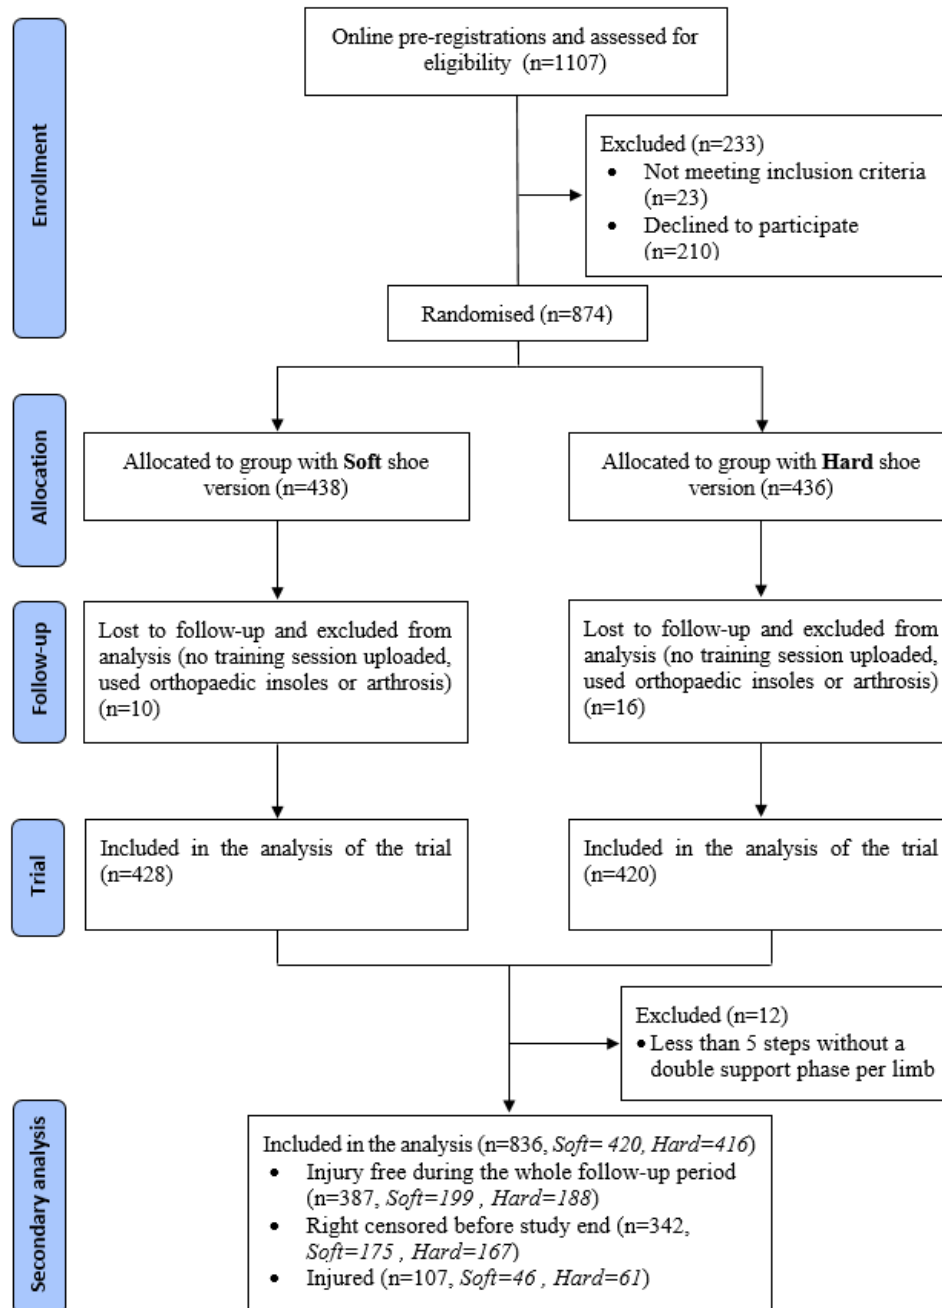 Enrollment
Online pre-registrations and assessed for
eligibility (n=1107)
Excluded (n=233)
• Not meeting inclusion criteria
(n=23)
• Declined to participate
(n=210)
Randomised (n=874)
Allocation
Allocated to group with Soft shoe
version (n=438)
Allocated to group with Hard shoe
version (n=436)
Follow-up
Lost to follow-up and excluded from
analysis (no training session uploaded,
used orthopaedic insoles or arthrosis)
(n=10)
Lost to follow-up and excluded from
analysis (no training session uploaded,
used orthopaedic insoles or arthrosis)
(n=16)
Trial
Included in the analysis of the trial
(n=428)
Included in the analysis of the trial
(n=420)
Excluded (n=12)
• Less than 5 steps without a
double support phase per limb
Secondary analysis
Included in the analysis (n=836, Soft= 420, Hard=416)
• Injury free during the whole follow-up period
(n=387, Soft=199 , Hard=188)
• Right censored before study end (n=342,
Soft=175 , Hard=167)
• Injured (n=107, Soft=46 , Hard=61)